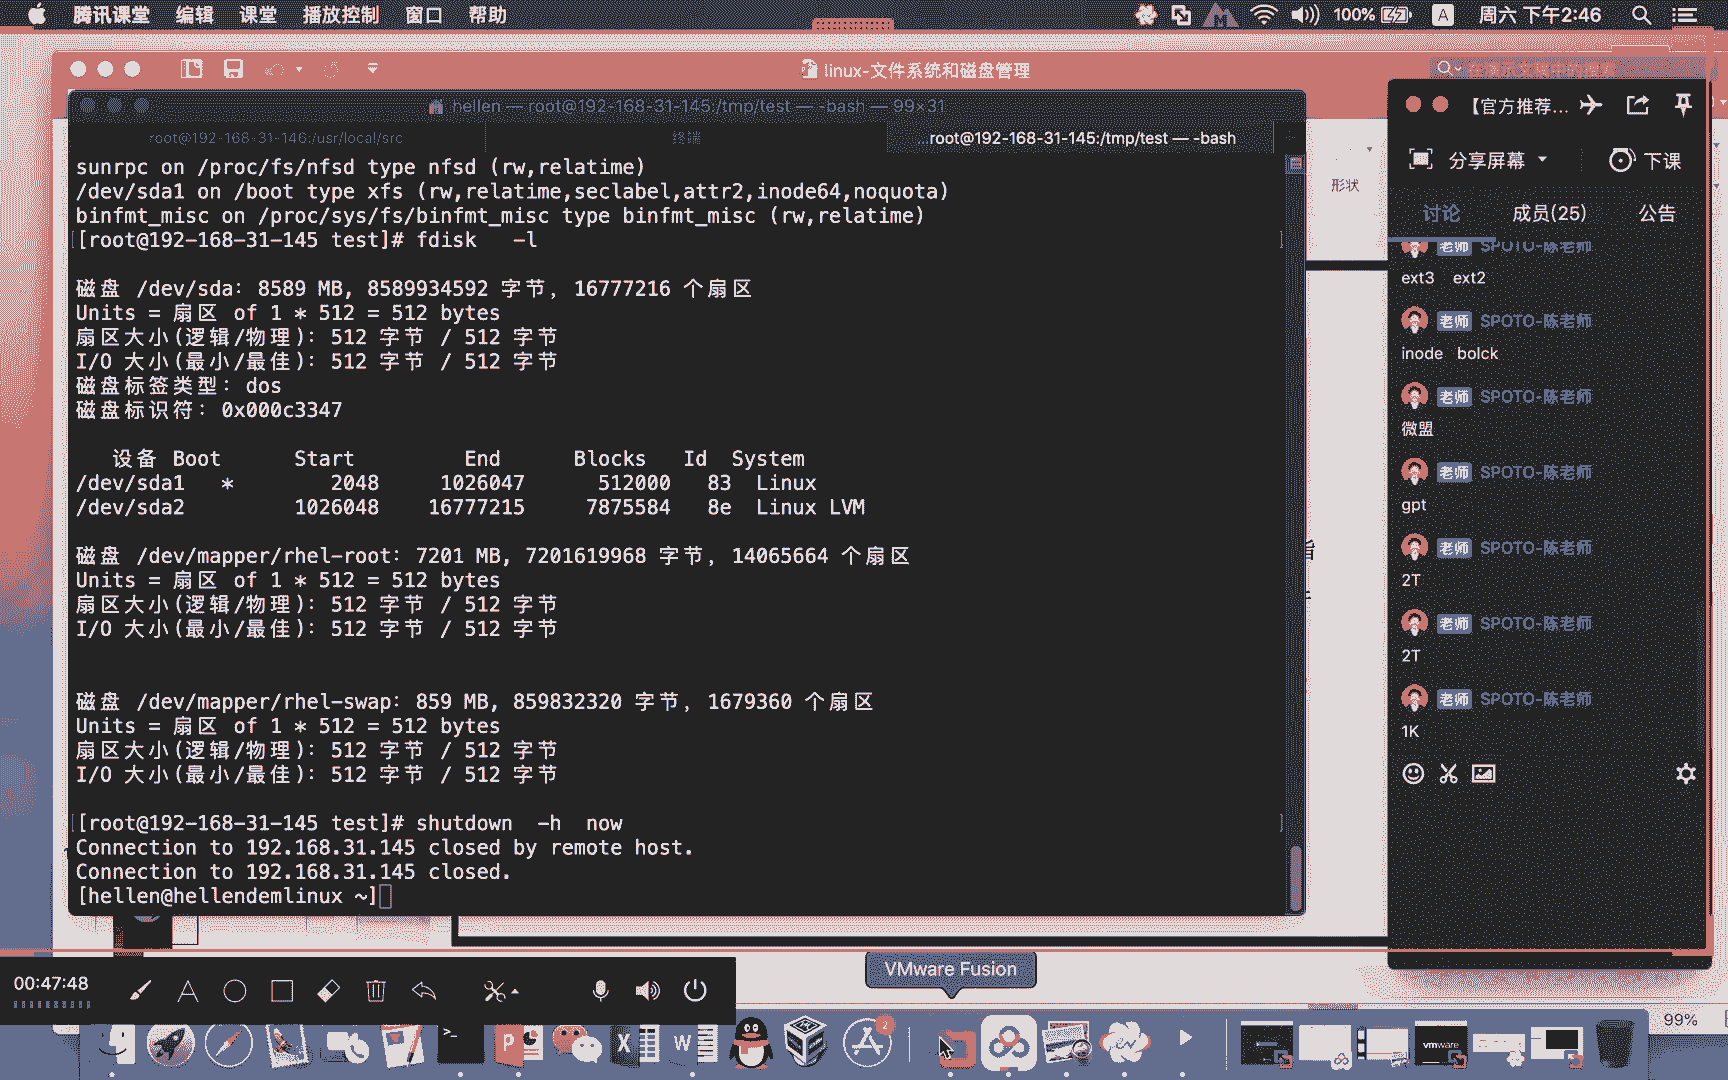 腾讯课堂 编辑 课堂 播放控制 窗口 帮助 100% A 周六 下午2:46
linux-文件系统和磁盘管理
hellen — root@192-168-31-145:/tmp/test — -bash — 99×31
root@192-168-31-146:/usr/local/src 终端 ...root@192-168-31-145:/tmp/test — -bash
sunrpc on /proc/fs/nfsd type nfsd (rw,relatime)
/dev/sda1 on /boot type xfs (rw,relatime,seclabel,attr2,inode64,noquota)
binfmt_misc on /proc/sys/fs/binfmt_misc type binfmt_misc (rw,relatime)
[[root@192-168-31-145 test]# fdisk -l ]
磁盘 /dev/sda：8589 MB, 8589934592 字节，16777216 个扇区
Units = 扇区 of 1 * 512 = 512 bytes
扇区大小(逻辑/物理)：512 字节 / 512 字节
I/O 大小(最小/最佳)：512 字节 / 512 字节
磁盘标签类型：dos
磁盘标识符：0x000c3347
设备 Boot Start End Blocks Id System
/dev/sda1 * 2048 1026047 512000 83 Linux
/dev/sda2 1026048 16777215 7875584 8e Linux LVM
磁盘 /dev/mapper/rhel-root：7201 MB, 7201619968 字节，14065664 个扇区
Units = 扇区 of 1 * 512 = 512 bytes
扇区大小(逻辑/物理)：512 字节 / 512 字节
I/O 大小(最小/最佳)：512 字节 / 512 字节
磁盘 /dev/mapper/rhel-swap：859 MB, 859832320 字节，1679360 个扇区
Units = 扇区 of 1 * 512 = 512 bytes
扇区大小(逻辑/物理)：512 字节 / 512 字节
I/O 大小(最小/最佳)：512 字节 / 512 字节
[[root@192-168-31-145 test]# shutdown -h now ]
Connection to 192.168.31.145 closed by remote host.
Connection to 192.168.31.145 closed.
[hellen@hellendemlinux ~]
形状
【官方推荐...
分享屏幕 下课
讨论 成员(25) 公告
老师 SPOTO-陈老师
ext3 ext2
老师 SPOTO-陈老师
inode bolck
老师 SPOTO-陈老师
微盟
老师 SPOTO-陈老师
gpt
老师 SPOTO-陈老师
2T
老师 SPOTO-陈老师
2T
老师 SPOTO-陈老师
1K
00:47:48
VMware Fusion
99%
2
vmware